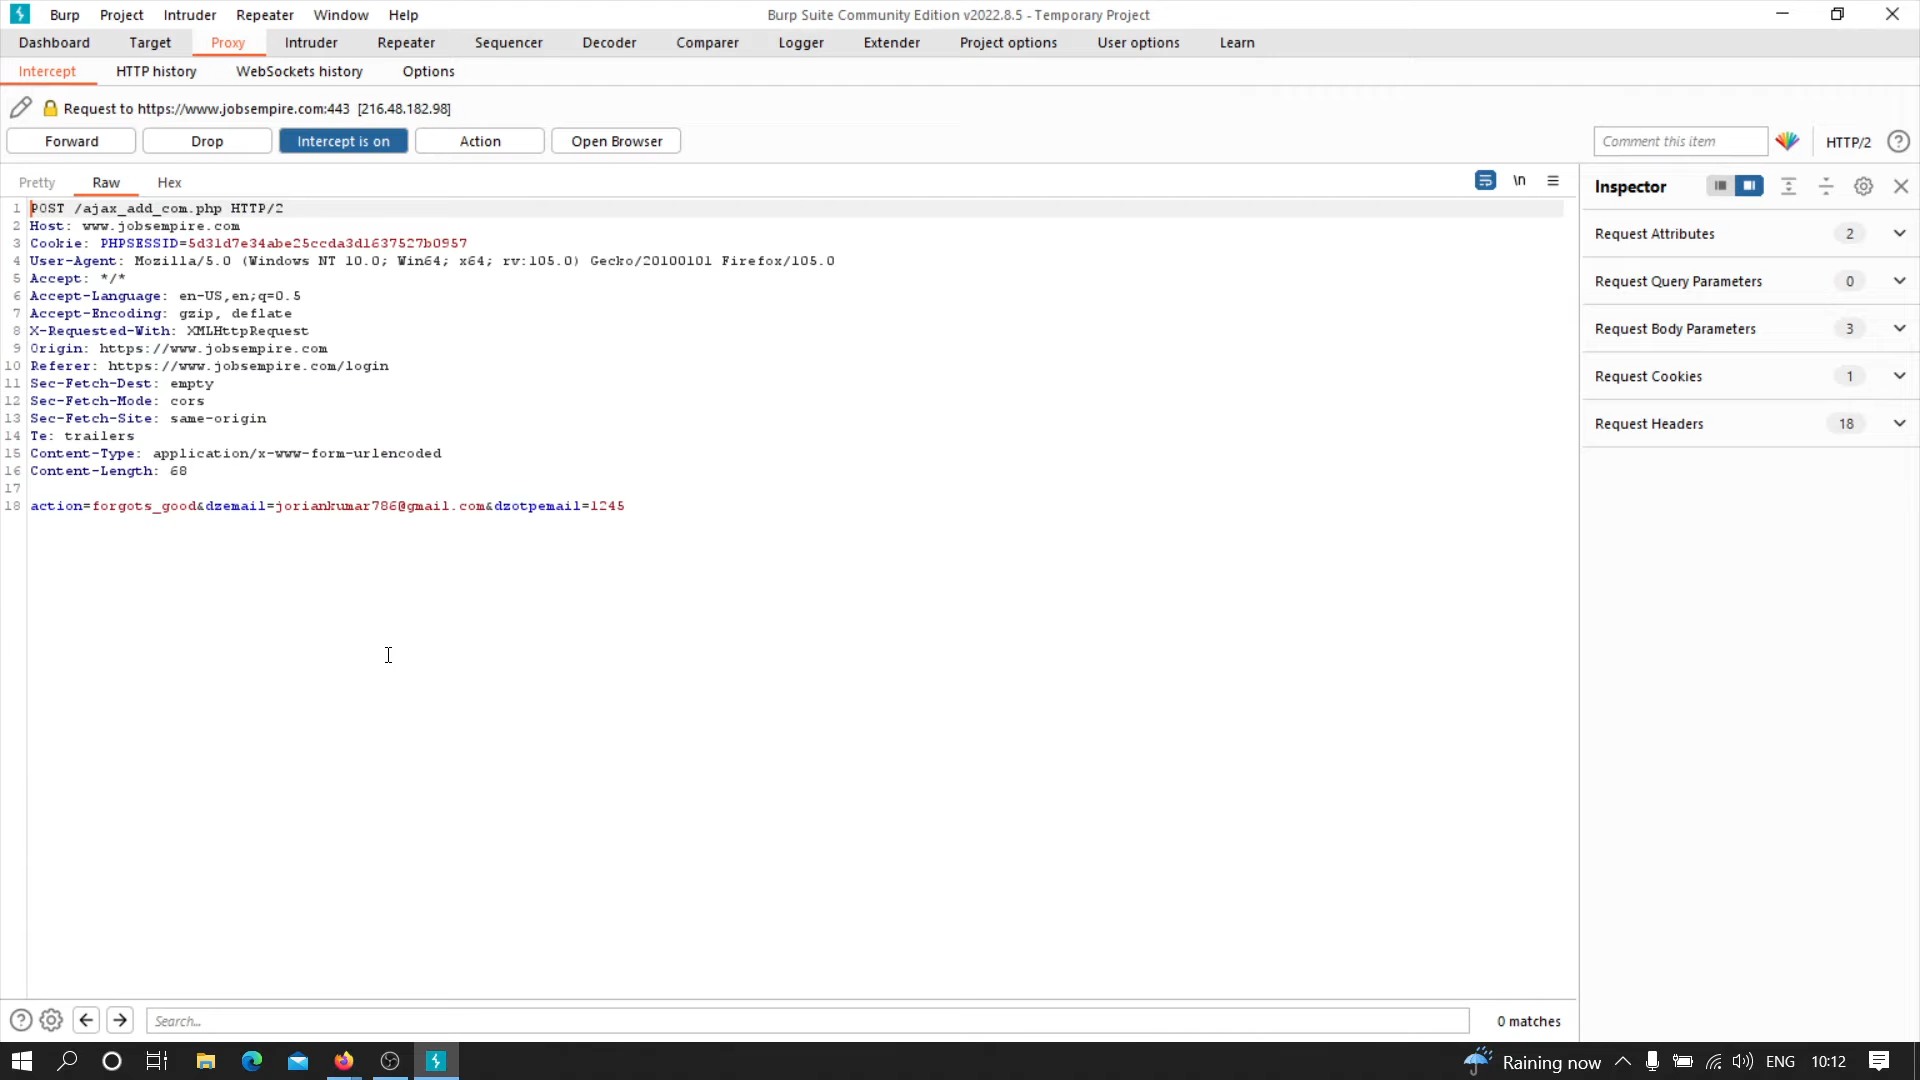 Burp Project Intruder Repeater Window Help
Burp Suite Community Edition v2022.8.5 - Temporary Project
Dashboard Target Proxy Intruder Repeater Sequencer Decoder Comparer Logger Extender Project options User options Learn
Intercept HTTP history WebSockets history Options
Request to https://www.jobsempire.com:443 [216.48.182.98]
Forward Drop Intercept is on Action Open Browser
Comment this item HTTP/2 ?
Pretty Raw Hex
\n
Inspector
1 POST /ajax_add_com.php HTTP/2
2 Host: www.jobsempire.com
3 Cookie: PHPSESSID=5d31d7e34abe25ccda3d1637527b0957
4 User-Agent: Mozilla/5.0 (Windows NT 10.0; Win64; x64; rv:105.0) Gecko/20100101 Firefox/105.0
5 Accept: */*
6 Accept-Language: en-US,en;q=0.5
7 Accept-Encoding: gzip, deflate
8 X-Requested-With: XMLHttpRequest
9 Origin: https://www.jobsempire.com
10 Referer: https://www.jobsempire.com/login
11 Sec-Fetch-Dest: empty
12 Sec-Fetch-Mode: cors
13 Sec-Fetch-Site: same-origin
14 Te: trailers
15 Content-Type: application/x-www-form-urlencoded
16 Content-Length: 68
17
18 action=forgots_good&dzemail=joriankumar786@gmail.com&dzotpemail=1245
Request Attributes 2
Request Query Parameters 0
Request Body Parameters 3
Request Cookies 1
Request Headers 18
? Search... 0 matches
Raining now ENG 10:12